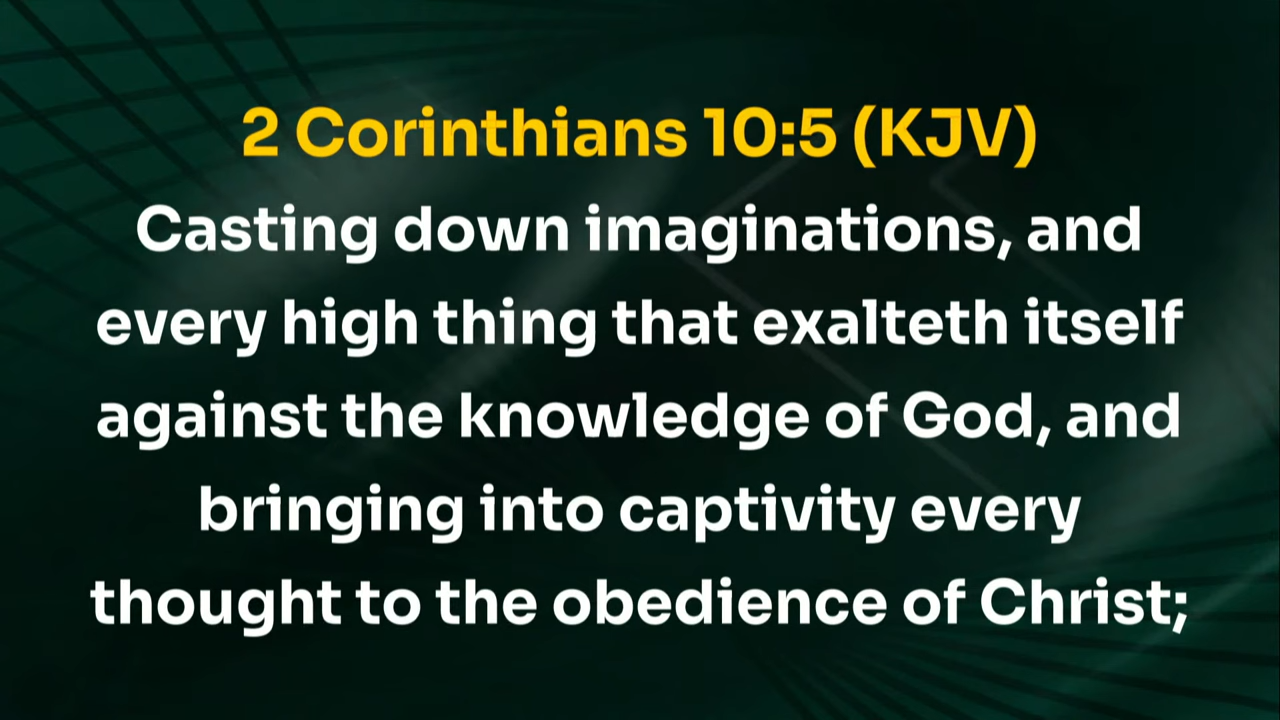 2 Corinthians 10:5 (KJV)
Casting down imaginations, and
every high thing that exalteth itself
against the knowledge of God, and
bringing into captivity every
thought to the obedience of Christ;